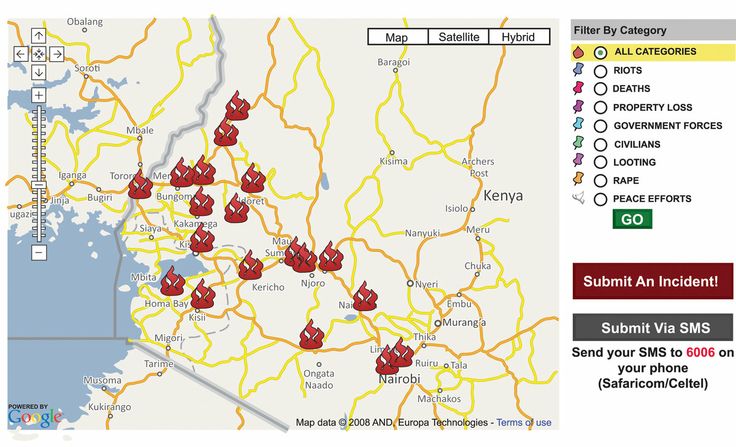 Obalang
Map
Satellite
Hybrid
Filter By Category
ALL CATEGORIES
RIOTS
DEATHS
PROPERTY LOSS
GOVERNMENT FORCES
CIVILIANS
LOOTING
RAPE
PEACE EFFORTS
GO
Submit An Incident!
Submit Via SMS
Send your SMS to 6006 on
your phone
(Safaricom/Celtel)
Soroti
Baragoi
Mbale
Kisima
Archers
Post
Iganga
Tororo
Bungoma
Bugiri
Jinja
Kenya
Isiolo
Kakamega
Siaya
Nanyuki
Meru
Mau
Chuka
Mbita
Kericho
Njoro
Nyeri
Homa Bay
Embu
Kisii
Murang'a
Migori
Thika
Ruiru
Tala
Tarime
Ongata
Naado
Nairobi
Musoma
Machakos
Kukirango
POWERED BY
Google
Map data © 2008 AND, Europa Technologies - Terms of use